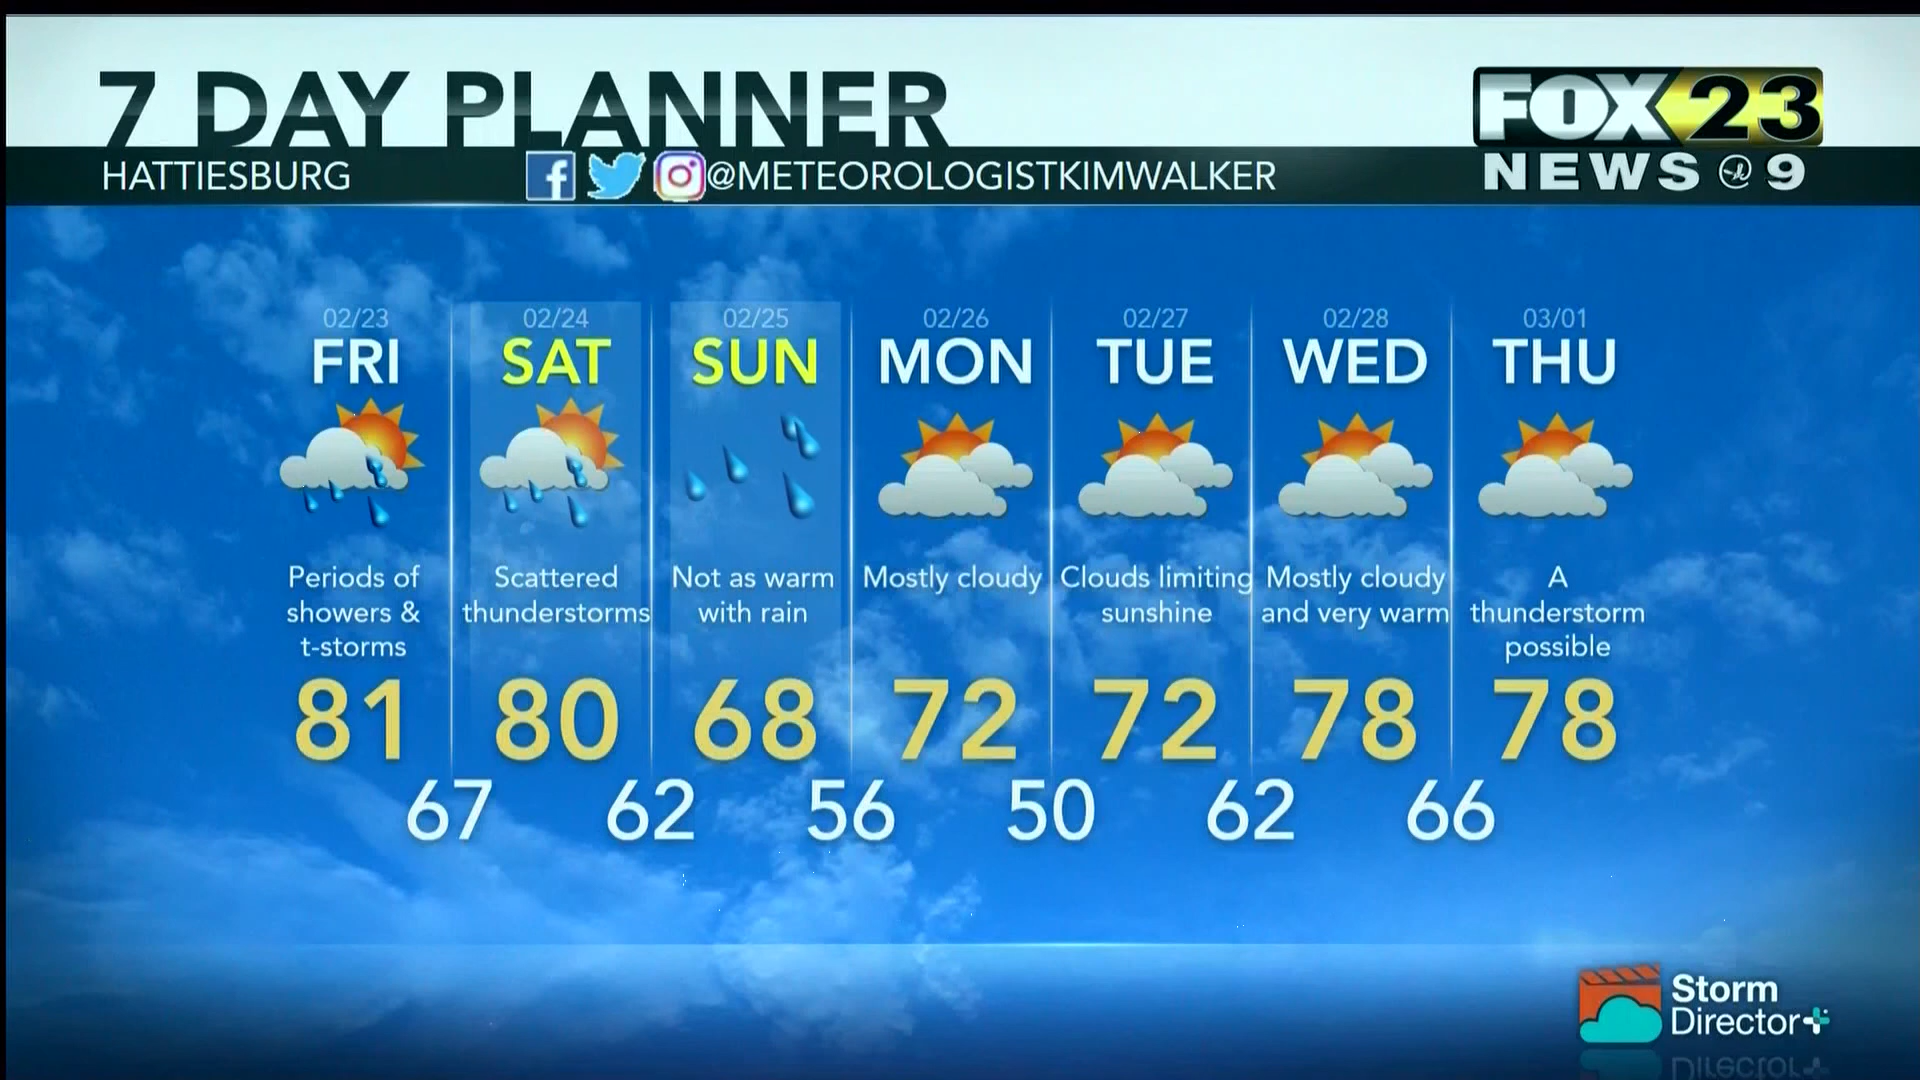 7 DAY PLANNER
FOX 23
NEWS @ 9
HATTIESBURG
@METEOROLOGISTKIMWALKER
02/23 02/24 02/25 02/26 02/27 02/28 03/01
FRI SAT SUN MON TUE WED THU
Periods of
showers &
t-storms
Scattered
thunderstorms
Not as warm
with rain
Mostly cloudy
Clouds limiting
sunshine
Mostly cloudy
and very warm
A
thunderstorm
possible
81 80 68 72 72 78 78
67 62 56 50 62 66
Storm
Director+